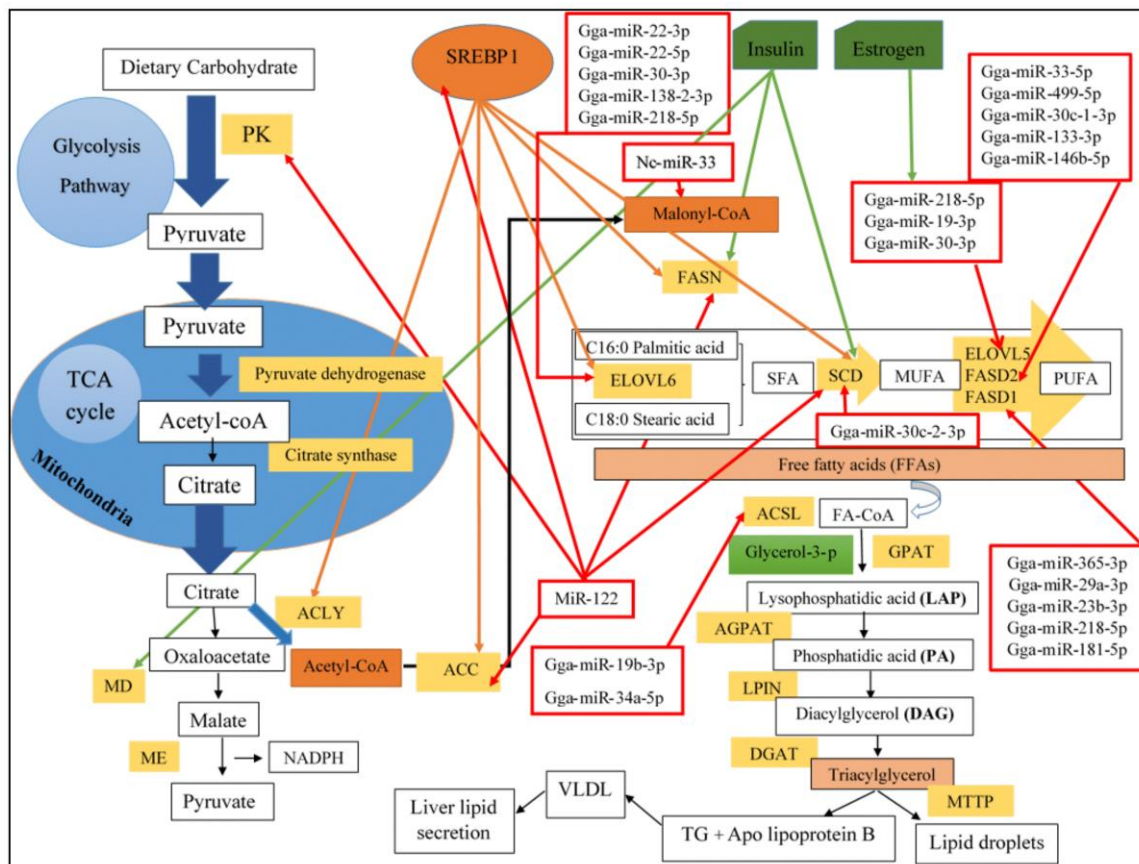 Dietary Carbohydrate
Glycolysis
Pathway
PK
Pyruvate
Pyruvate
TCA
cycle
Pyruvate dehydrogenase
Acetyl-coA
Citrate synthase
Citrate
Mitochondria
Citrate
ACLY
Oxaloacetate
Acetyl-CoA
ACC
MD
Malate
ME
NADPH
Pyruvate
SREBP1
Gga-miR-22-3p
Gga-miR-22-5p
Gga-miR-30-3p
Gga-miR-138-2-3p
Gga-miR-218-5p
Insulin
Estrogen
Gga-miR-33-5p
Gga-miR-499-5p
Gga-miR-30c-1-3p
Gga-miR-133-3p
Gga-miR-146b-5p
Nc-miR-33
Malonyl-CoA
Gga-miR-218-5p
Gga-miR-19-3p
Gga-miR-30-3p
FASN
C16:0 Palmitic acid
ELOVL6
C18:0 Stearic acid
SFA
SCD
MUFA
ELOVL5
FASD2
FASD1
PUFA
Gga-miR-30c-2-3p
Free fatty acids (FFAs)
ACSL
FA-CoA
Glycerol-3-p
GPAT
MiR-122
Lysophosphatidic acid (LAP)
AGPAT
Phosphatidic acid (PA)
Gga-miR-365-3p
Gga-miR-29a-3p
Gga-miR-23b-3p
Gga-miR-218-5p
Gga-miR-181-5p
Gga-miR-19b-3p
Gga-miR-34a-5p
LPIN
Diacylglycerol (DAG)
DGAT
Triacylglycerol
MTTP
Liver lipid
secretion
VLDL
TG + Apo lipoprotein B
Lipid droplets